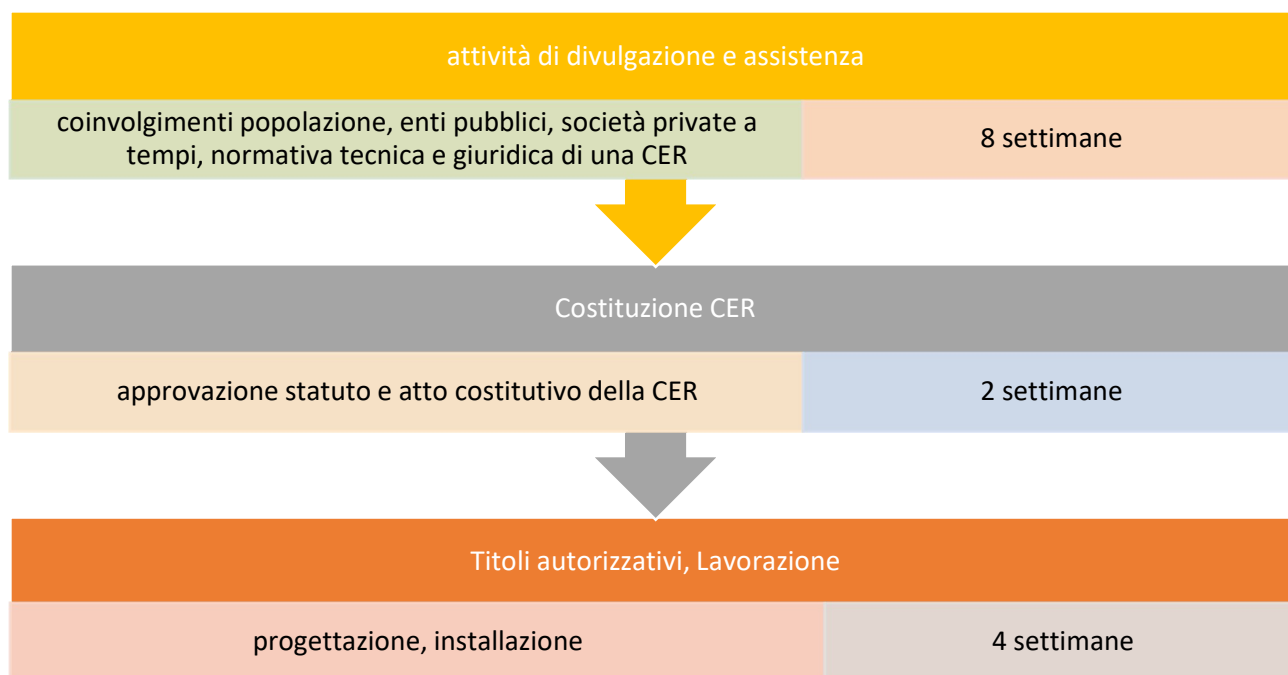 attività di divulgazione e assistenza
coinvolgimenti popolazione, enti pubblici, società private a
tempi, normativa tecnica e giuridica di una CER
8 settimane
Costituzione CER
approvazione statuto e atto costitutivo della CER
2 settimane
Titoli autorizzativi, Lavorazione
progettazione, installazione
4 settimane